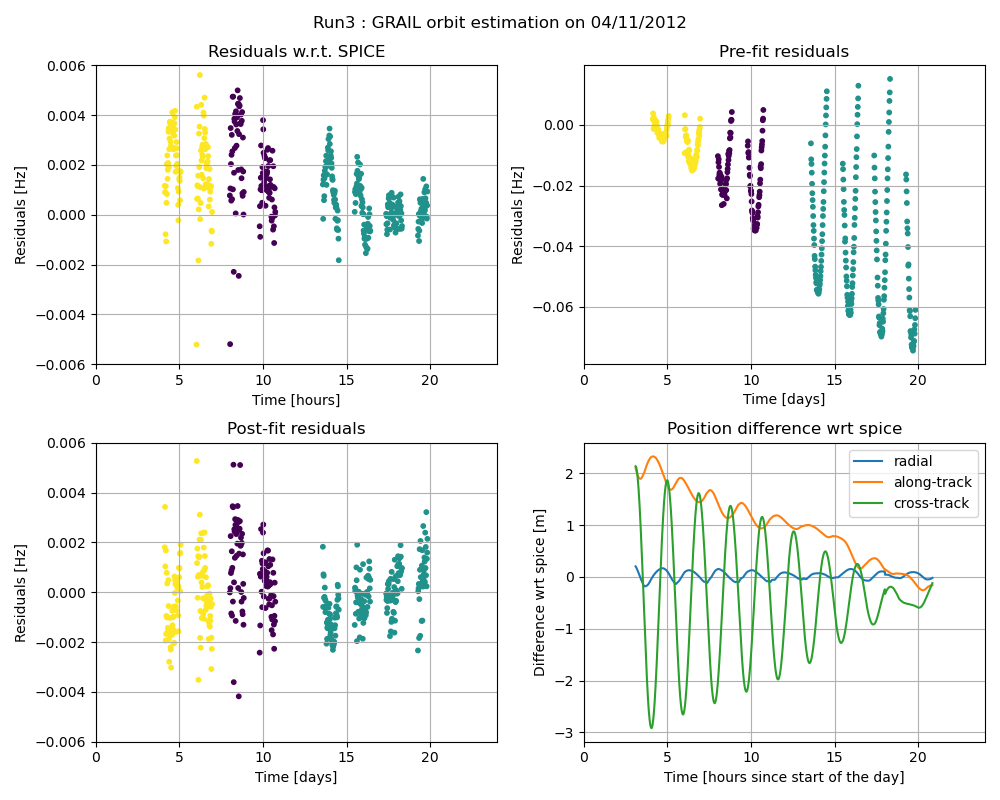 Run3 : GRAIL orbit estimation on 04/11/2012
Residuals w.r.t. SPICE
Residuals [Hz]
0.006
0.004
0.002
0.000
−0.002
−0.004
−0.006
0 5 10 15 20
Time [hours]
Pre-fit residuals
Residuals [Hz]
0.00
−0.02
−0.04
−0.06
0 5 10 15 20
Time [days]
Post-fit residuals
Residuals [Hz]
0.006
0.004
0.002
0.000
−0.002
−0.004
−0.006
0 5 10 15 20
Time [days]
Position difference wrt spice
Difference wrt spice [m]
2
1
0
−1
−2
−3
radial
along-track
cross-track
0 5 10 15 20
Time [hours since start of the day]